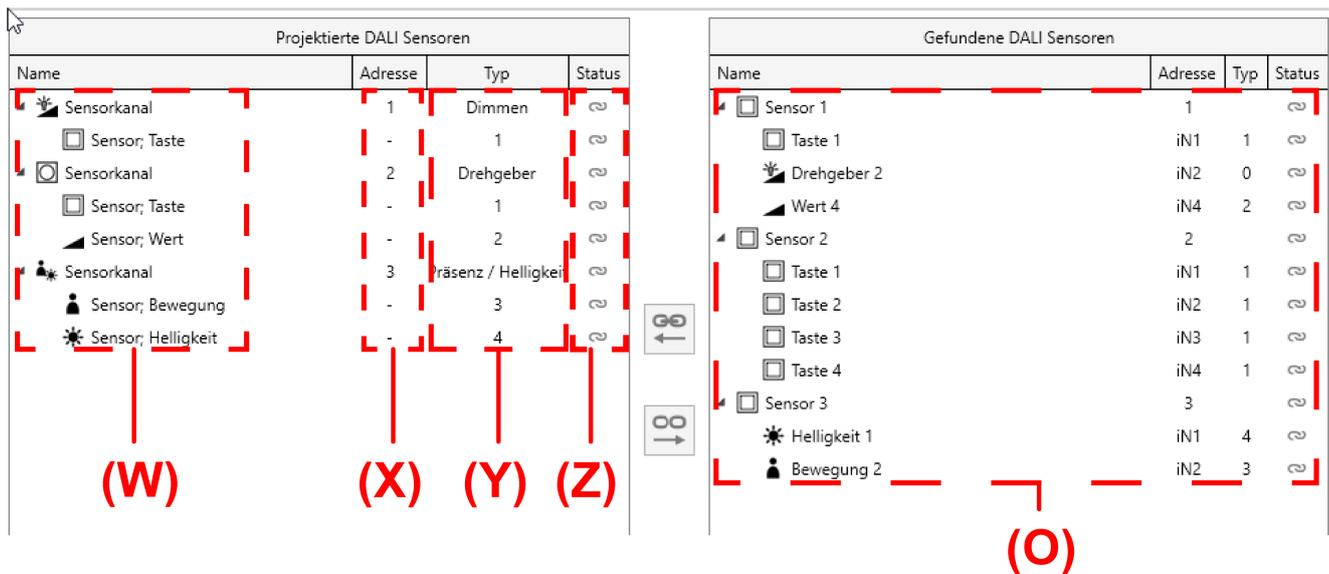 Projektierte DALI Sensoren
Name Adresse Typ Status
Sensorkanal 1 Dimmen
Sensor; Taste - 1
Sensorkanal 2 Drehgeber
Sensor; Taste - 1
Sensor; Wert - 2
Sensorkanal 3 Präsenz / Helligkeit
Sensor; Bewegung - 3
Sensor; Helligkeit - 4
(W) (X) (Y) (Z)
Gefundene DALI Sensoren
Name Adresse Typ Status
Sensor 1 1
Taste 1 iN1 1
Drehgeber 2 iN2 0
Wert 4 iN4 2
Sensor 2 2
Taste 1 iN1 1
Taste 2 iN2 1
Taste 3 iN3 1
Taste 4 iN4 1
Sensor 3 3
Helligkeit 1 iN1 4
Bewegung 2 iN2 3
(O)